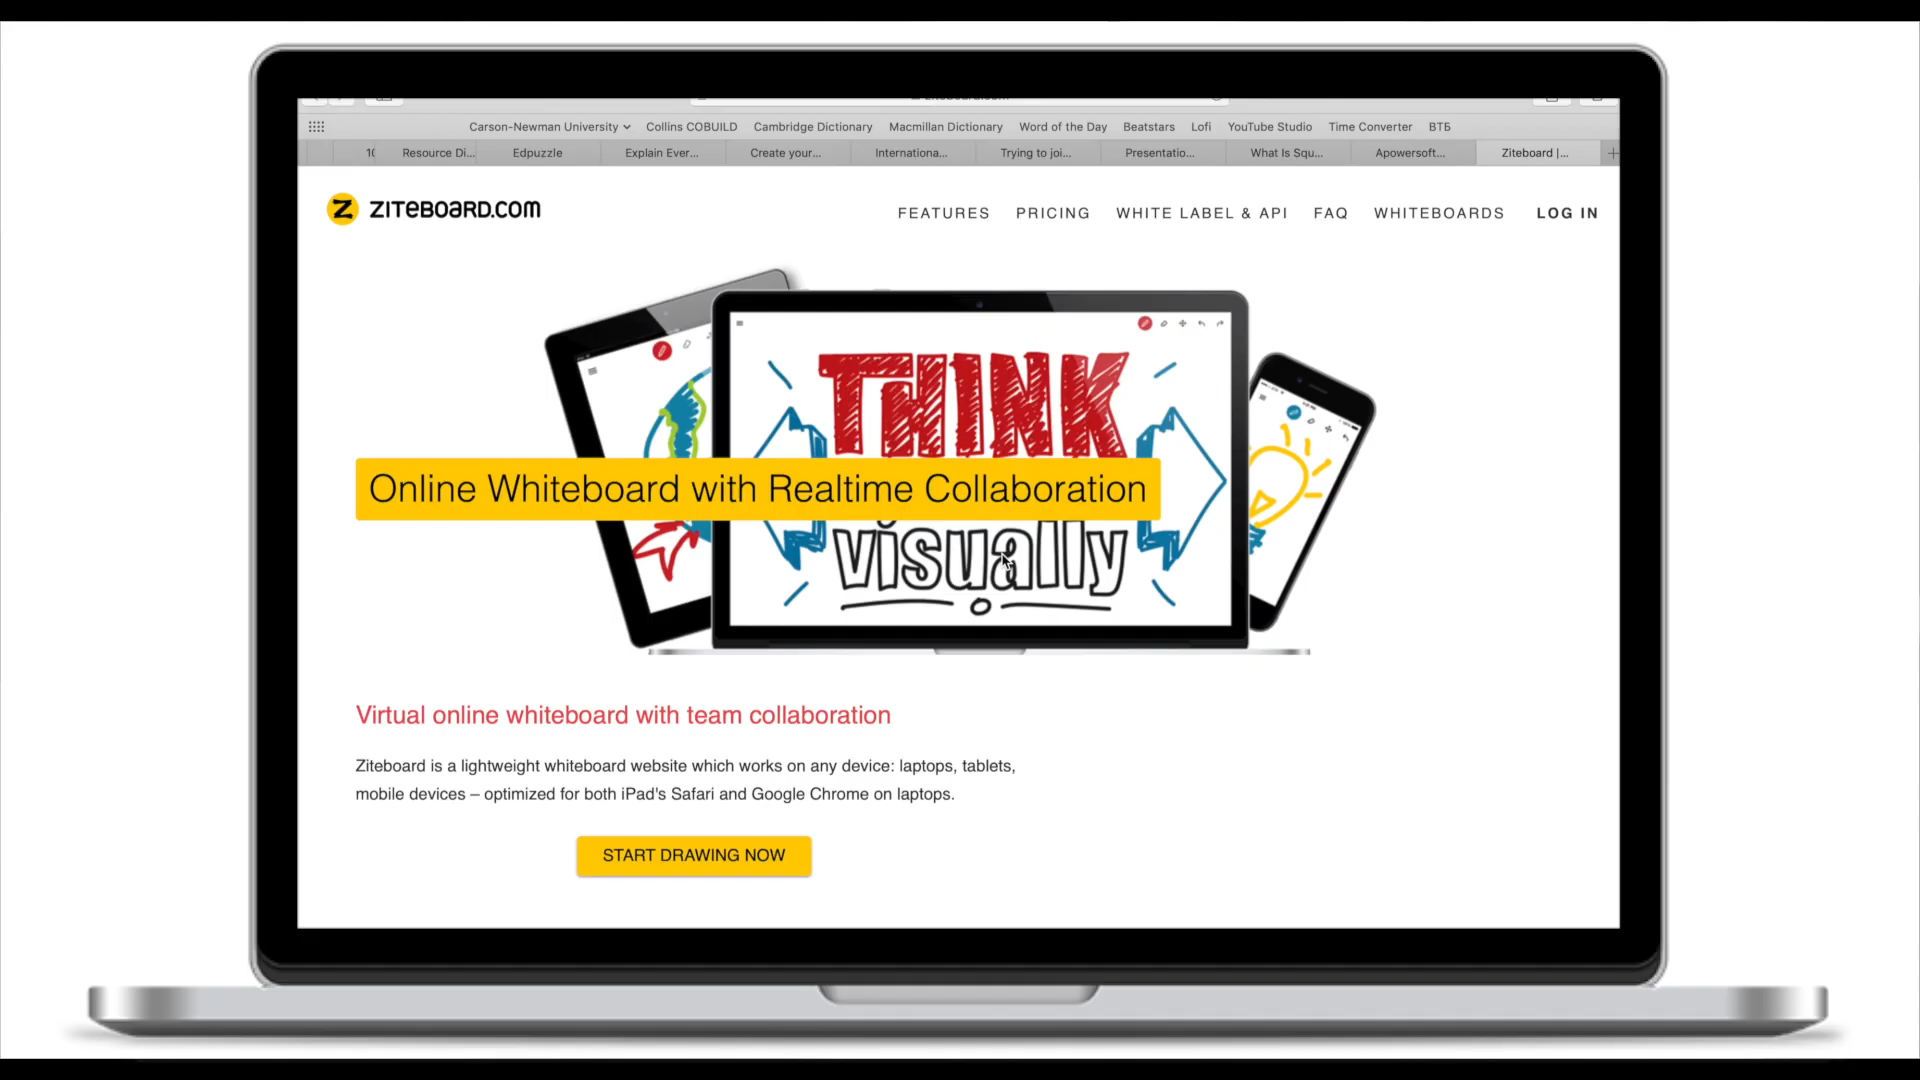 Carson-Newman University Collins COBUILD Cambridge Dictionary Macmillan Dictionary Word of the Day Beatstars Lofi YouTube Studio Time Converter ВТБ
Resource Di... Edpuzzle Explain Ever... Create your... Internationa... Trying to joi... Presentatio... What Is Squ... Apowersoft... Ziteboard |...
Z ZITEBOARD.COM FEATURES PRICING WHITE LABEL & API FAQ WHITEBOARDS LOG IN
THINK
Online Whiteboard with Realtime Collaboration
visually
Virtual online whiteboard with team collaboration
Ziteboard is a lightweight whiteboard website which works on any device: laptops, tablets,
mobile devices – optimized for both iPad's Safari and Google Chrome on laptops.
START DRAWING NOW